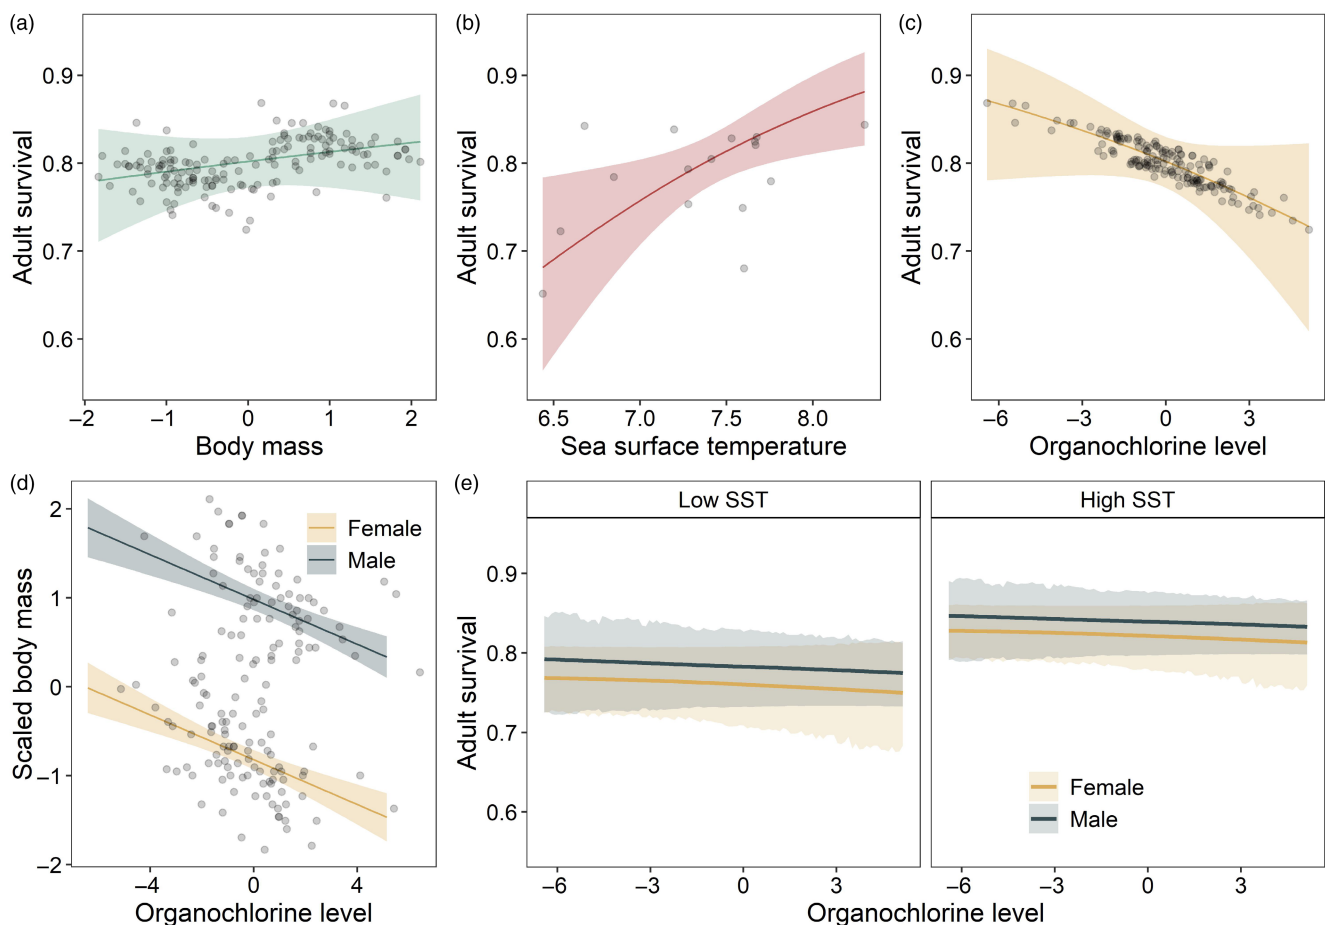 (a)
Adult survival
0.9
0.8
0.7
0.6
−2 −1 0 1 2
Body mass
(b)
Adult survival
0.9
0.8
0.7
0.6
6.5 7.0 7.5 8.0
Sea surface temperature
(c)
Adult survival
0.9
0.8
0.7
0.6
−6 −3 0 3
Organochlorine level
(d)
Scaled body mass
2
1
0
−1
−2
Female
Male
−4 0 4
Organochlorine level
(e)
Low SST High SST
Adult survival
0.9
0.8
0.7
0.6
Female
Male
−6 −3 0 3 −6 −3 0 3
Organochlorine level